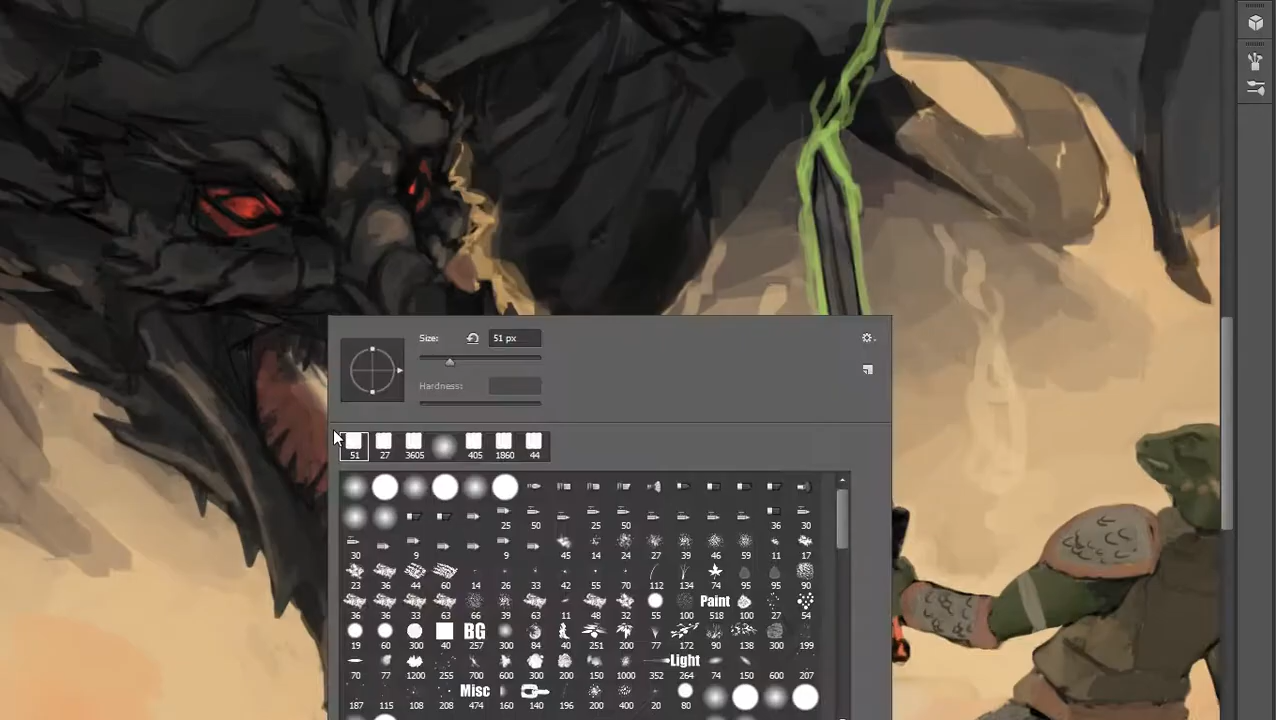 Size:
51 px
Hardness:
51 27 3605 405 1860 44
25 50 25 50 36 30
30 9 9 45 14 24 27 39 46 59 11 17
23 36 44 60 14 26 33 42 55 70 112 134 74 95 95 90
Paint
36 36 33 63 66 39 63 11 48 32 55 100 518 100 27 54
BG
19 60 300 40 257 300 84 40 251 200 77 172 90 138 300 199
Light
70 77 1200 255 700 600 300 200 150 1000 352 264 74 150 600 207
Misc
187 115 108 208 474 160 140 196 200 400 20 80